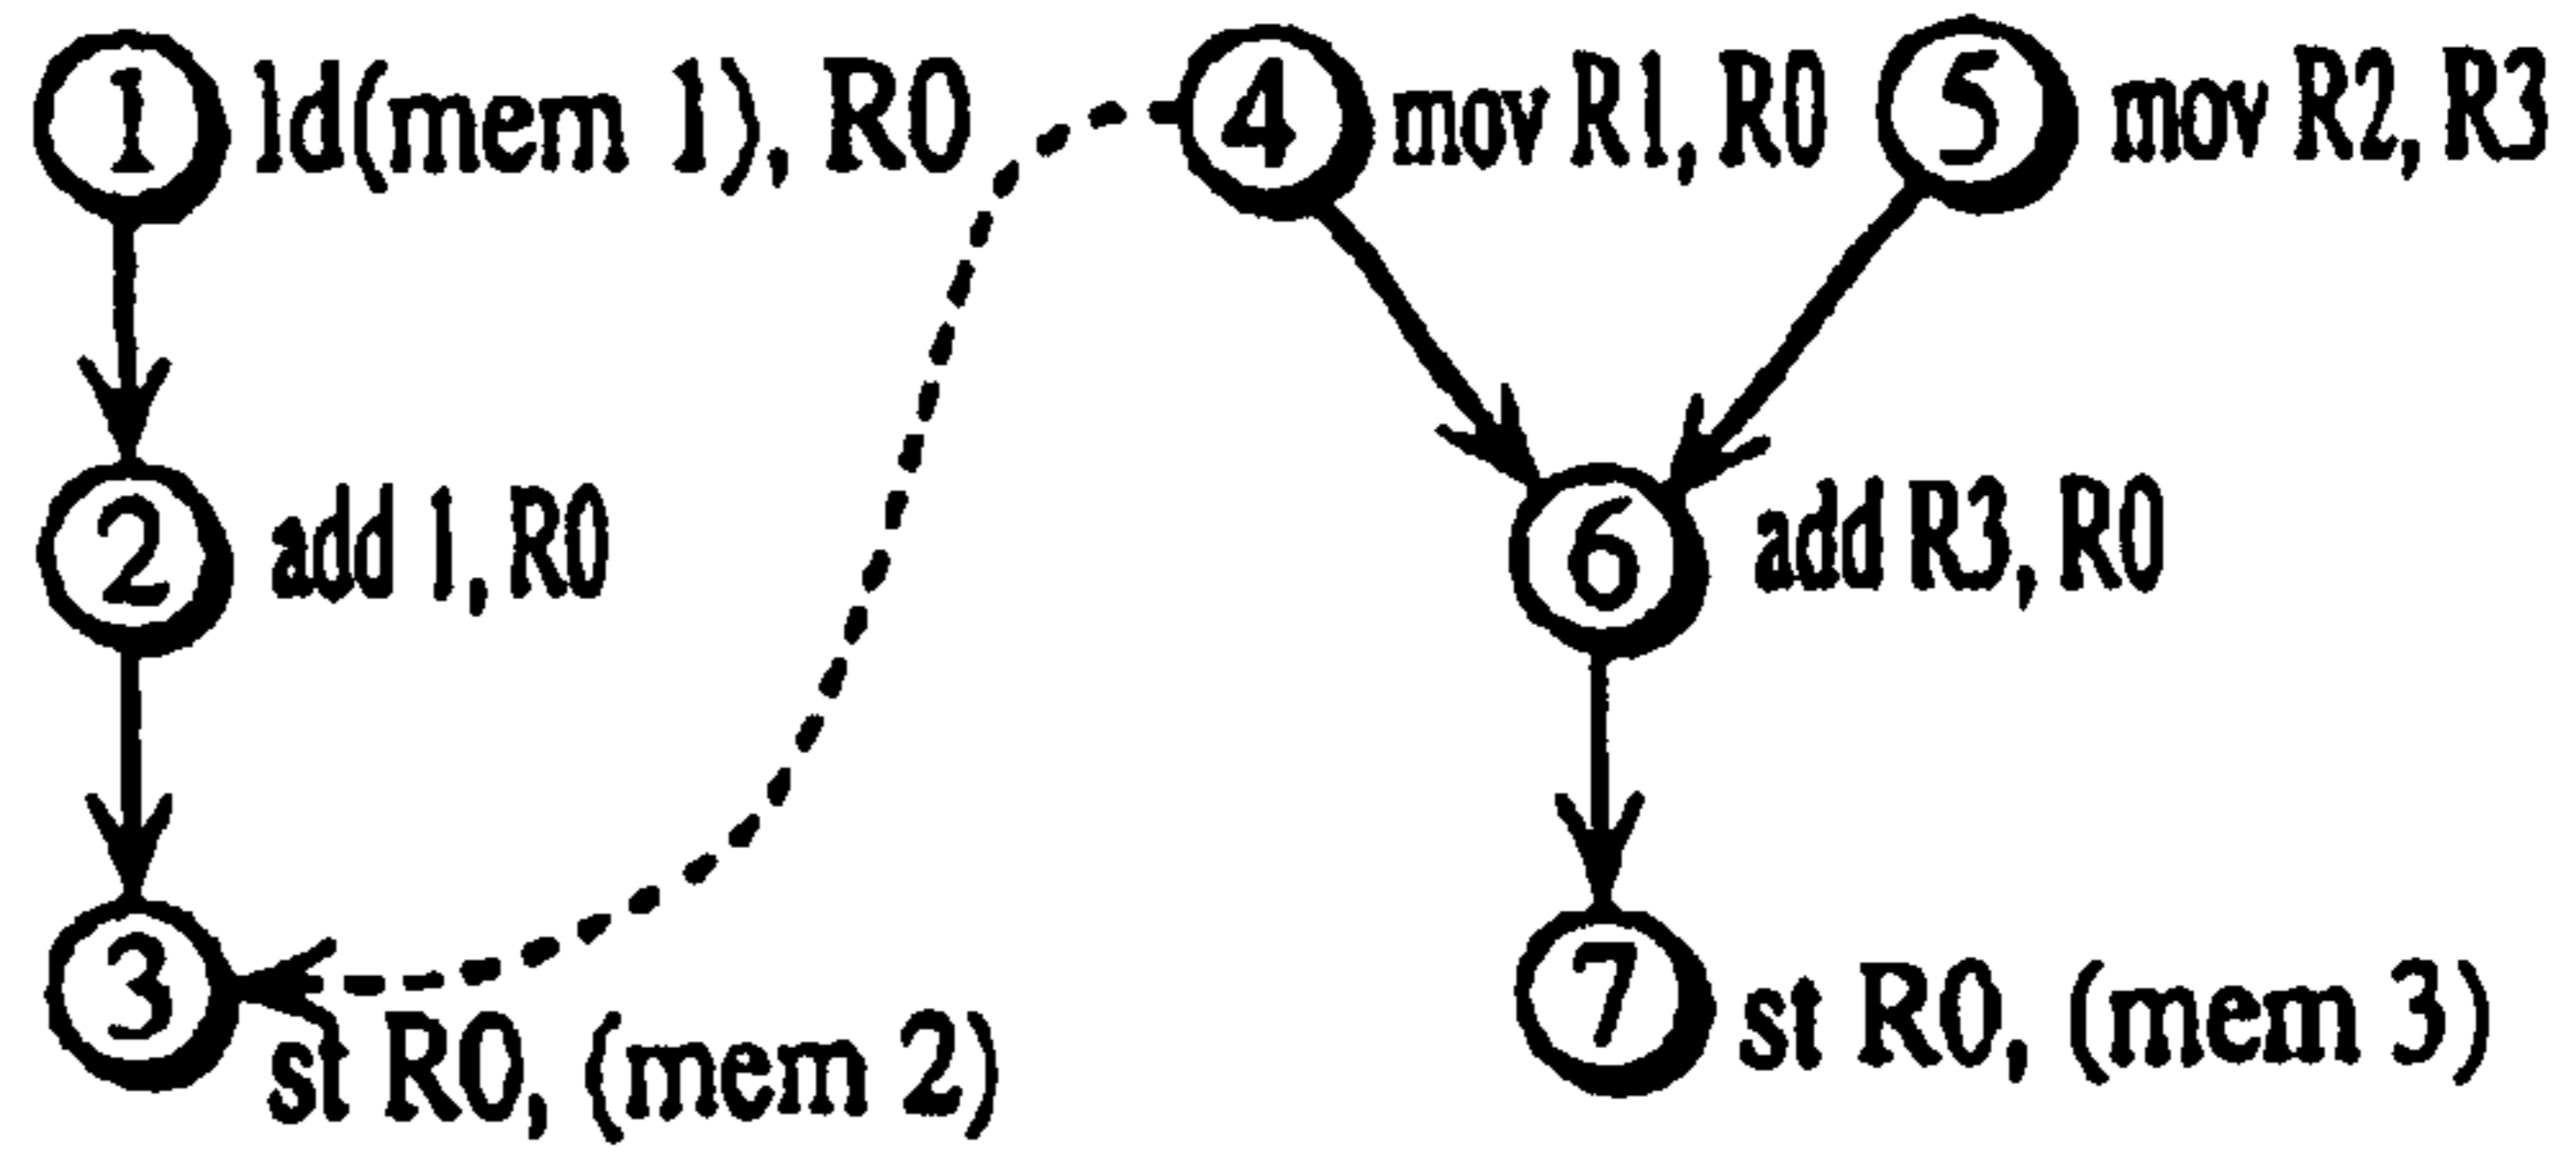 1 ld(mem 1), R0
4 mov R1, R0
5 mov R2, R3
2 add 1, R0
6 add R3, R0
3 st R0, (mem 2)
7 st R0, (mem 3)